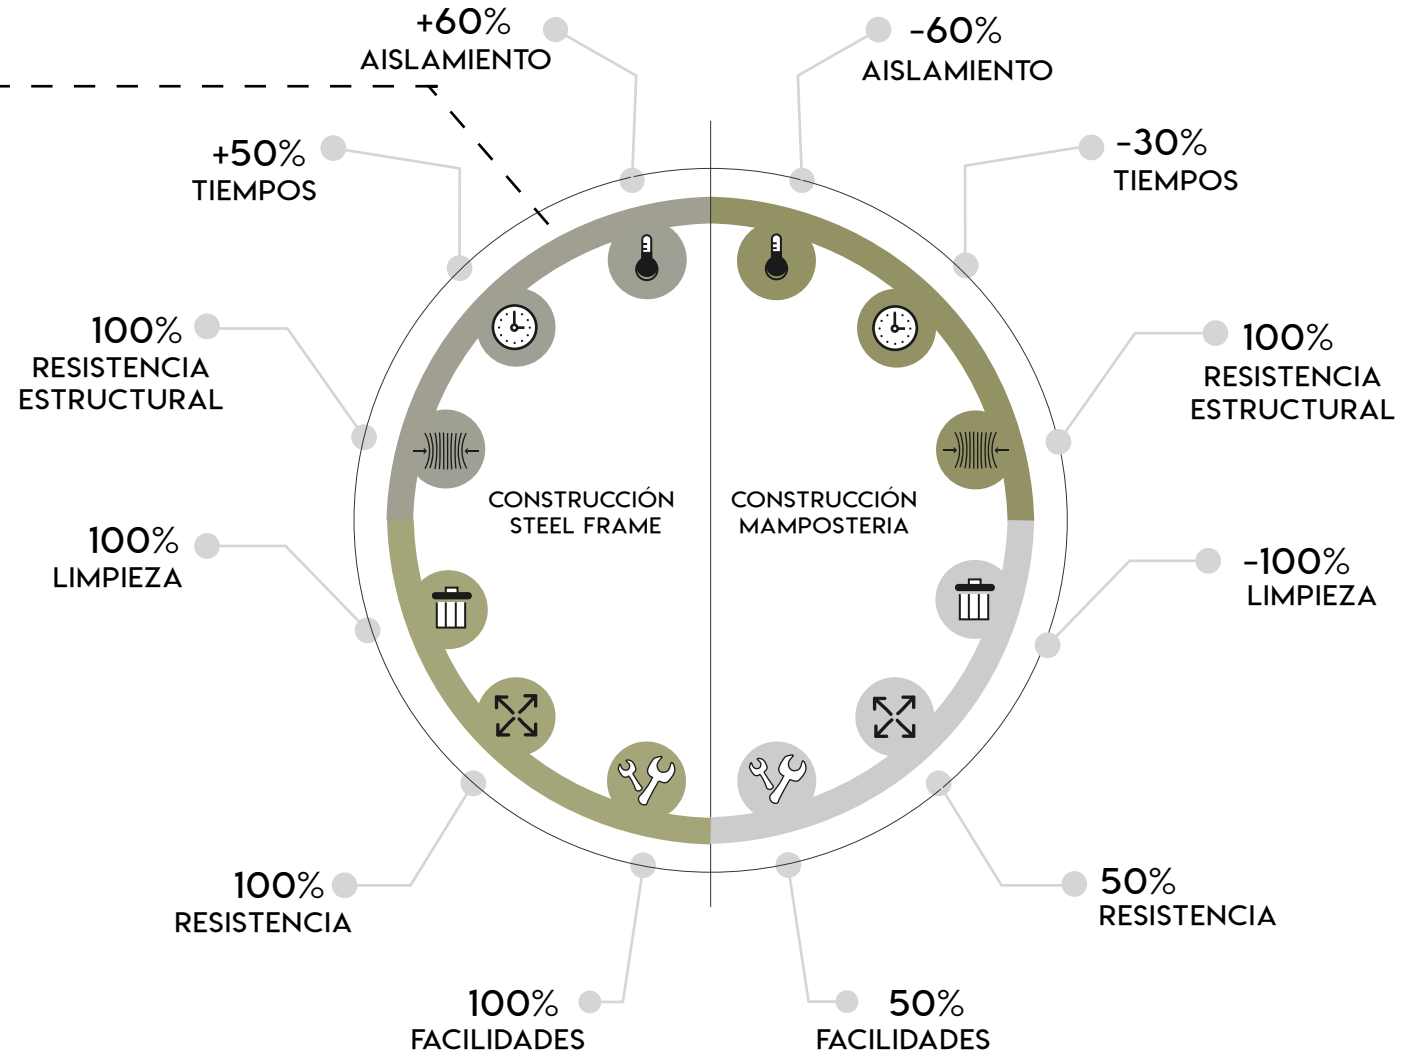 +60%
AISLAMIENTO
-60%
AISLAMIENTO
+50%
TIEMPOS
-30%
TIEMPOS
100%
RESISTENCIA
ESTRUCTURAL
100%
RESISTENCIA
ESTRUCTURAL
CONSTRUCCIÓN
STEEL FRAME
CONSTRUCCIÓN
MAMPOSTERIA
100%
LIMPIEZA
-100%
LIMPIEZA
100%
RESISTENCIA
50%
RESISTENCIA
100%
FACILIDADES
50%
FACILIDADES